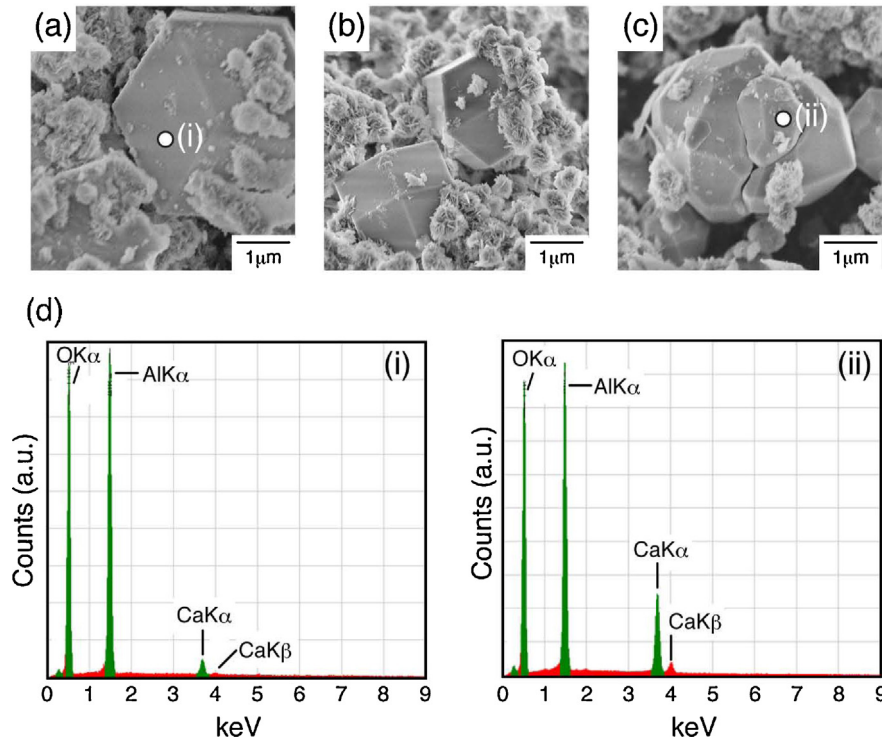 (a)
(i)
1μm
(b)
1μm
(c)
(ii)
1μm
(d)
(i)
OKα
AlKα
CaKα
CaKβ
Counts (a.u.)
0 1 2 3 4 5 6 7 8 9
keV
(ii)
OKα
AlKα
CaKα
CaKβ
Counts (a.u.)
0 1 2 3 4 5 6 7 8 9
keV